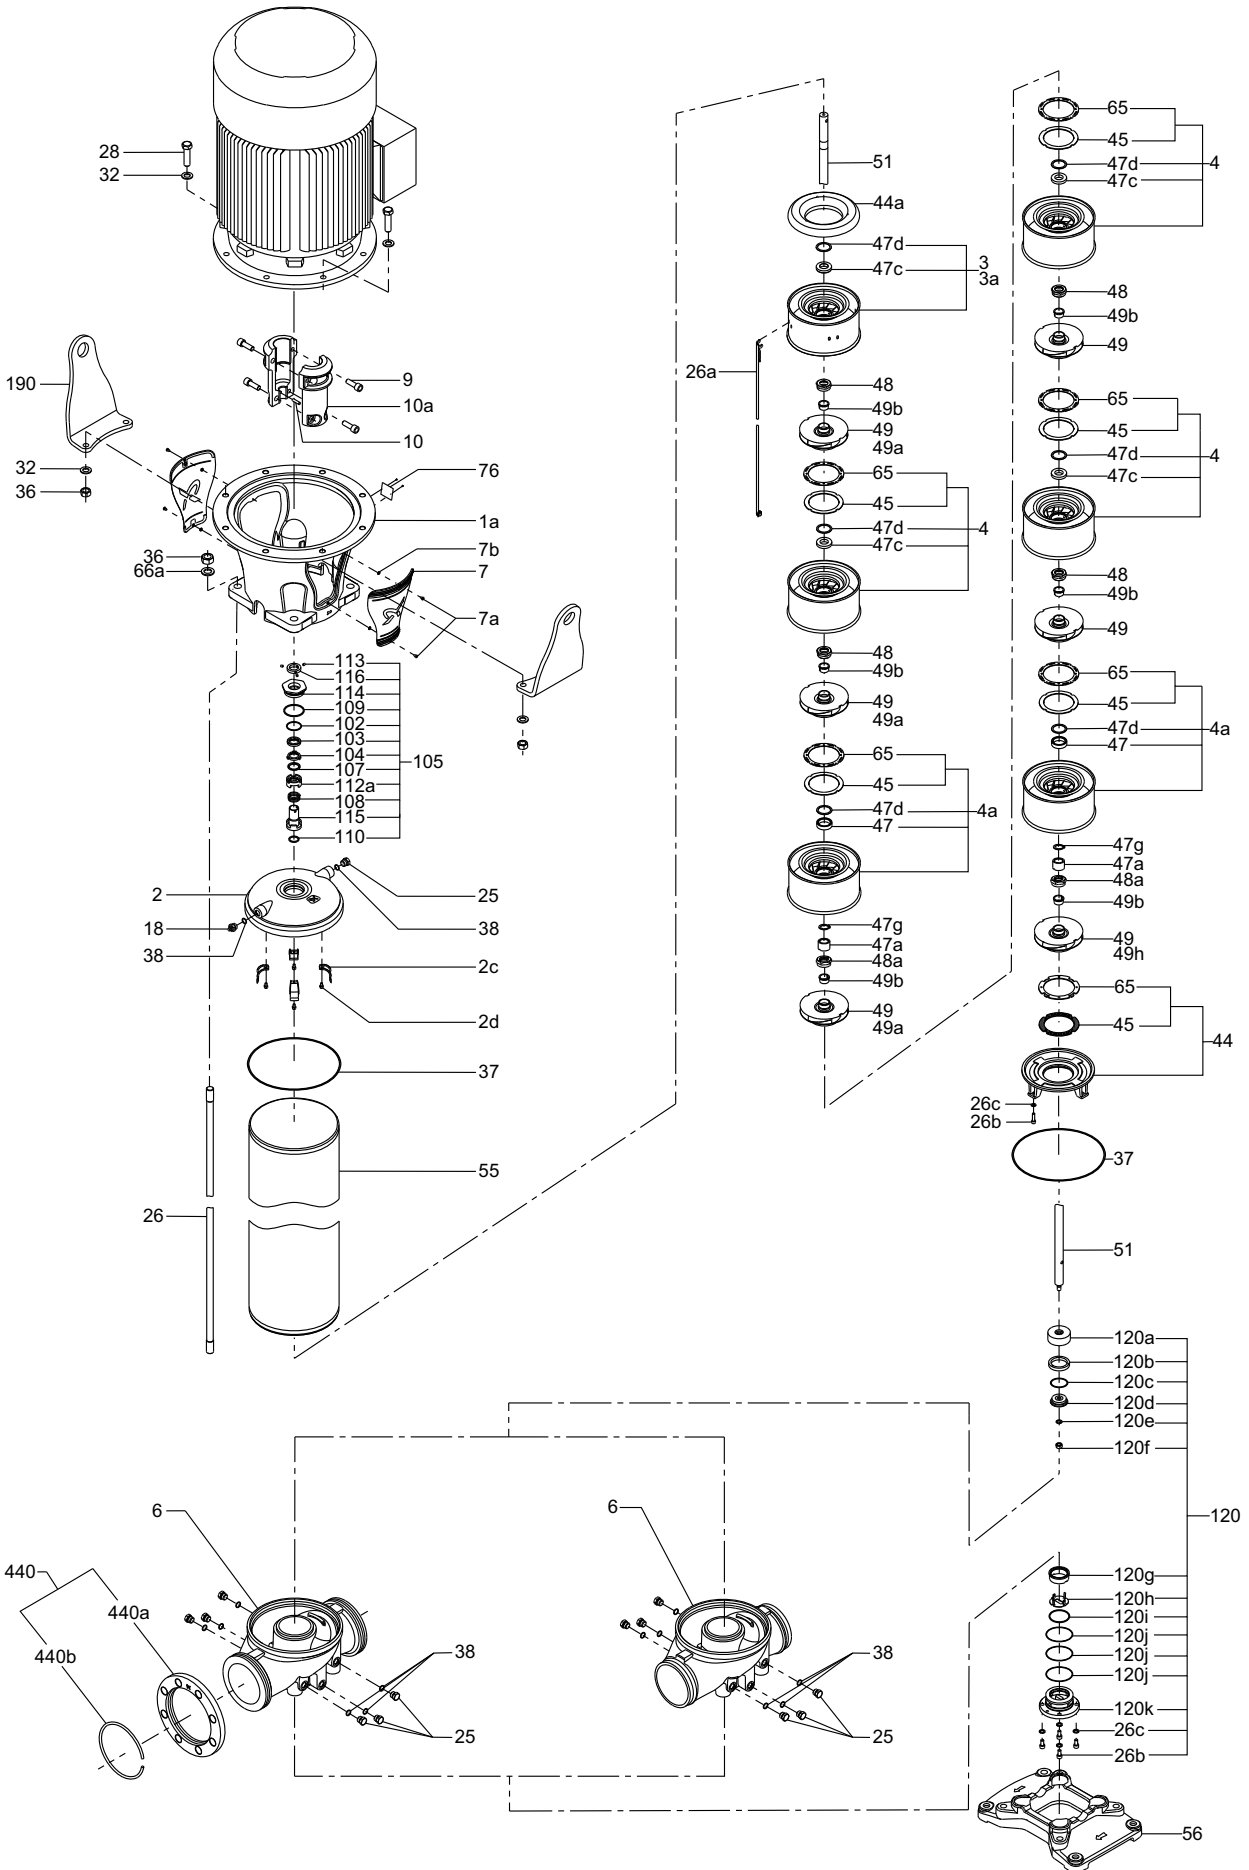 28
32
190
32
36
9
10a
10
76
1a
7b
7
7a
36
66a
113
116
114
109
102
103
104
107
112a
108
115
110
105
2
25
18
38
38
2c
2d
37
55
26
51
44a
47d
47c
3
3a
26a
48
49b
49
49a
65
45
47d
47c
4
48
49b
49
49a
65
45
47d
47
4a
47g
47a
48a
49b
49
49a
65
45
47d
47c
4
48
49b
49
65
45
47d
47c
4
48
49b
49
65
45
47d
47
4a
47g
47a
48a
49b
49
49h
65
45
44
26c
26b
37
51
120a
120b
120c
120d
120e
120f
120
120g
120h
120i
120j
120j
120j
120k
26c
26b
56
6
440
440a
440b
38
25
6
38
25